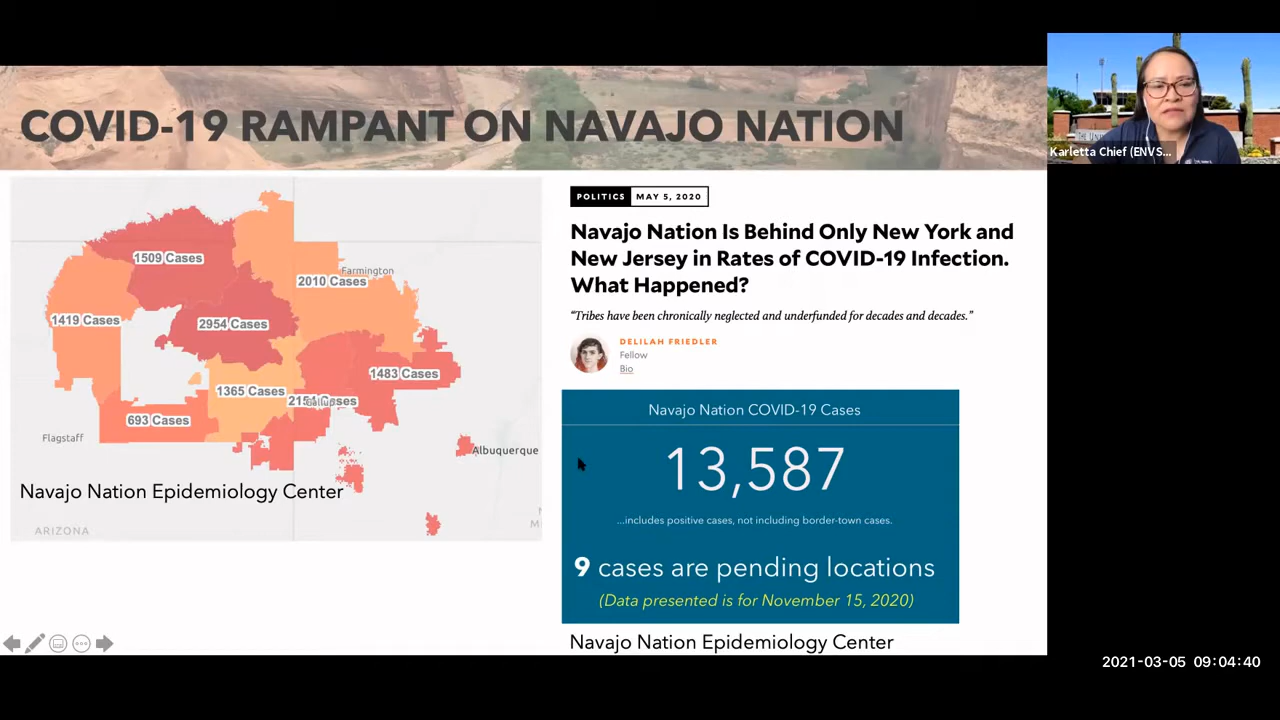 COVID-19 RAMPANT ON NAVAJO NATION
THE UN
Karletta Chief (ENVS...
1509 Cases
Farmington
2010 Cases
1419 Cases
2954 Cases
1483 Cases
1365 Cases
Cases
693 Cases
Flagstaff
Albuquerque
Navajo Nation Epidemiology Center
ARIZONA
POLITICS MAY 5, 2020
Navajo Nation Is Behind Only New York and
New Jersey in Rates of COVID-19 Infection.
What Happened?
“Tribes have been chronically neglected and underfunded for decades and decades.”
DELILAH FRIEDLER
Fellow
Bio
Navajo Nation COVID-19 Cases
13,587
...includes positive cases, not including border-town cases.
9 cases are pending locations
(Data presented is for November 15, 2020)
Navajo Nation Epidemiology Center
2021-03-05 09:04:40